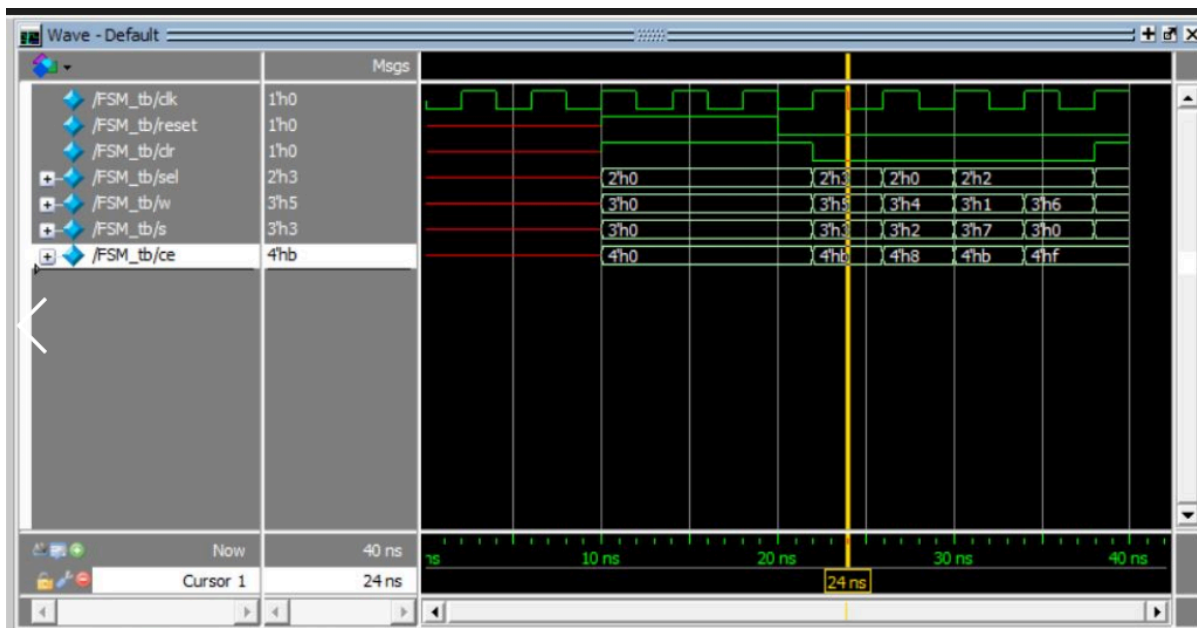 Wave - Default
Msgs
/FSM_tb/clk 1'h0
/FSM_tb/reset 1'h0
/FSM_tb/clr 1'h0
/FSM_tb/sel 2'h3 2'h0 2'h3 2'h0 2'h2
/FSM_tb/w 3'h5 3'h0 3'h5 3'h4 3'h1 3'h6
/FSM_tb/s 3'h3 3'h0 3'h3 3'h2 3'h7 3'h0
/FSM_tb/ce 4'hb 4'h0 4'hb 4'h8 4'hb 4'hf
Now 40 ns ns 10 ns 20 ns 30 ns 40 ns
Cursor 1 24 ns 24 ns